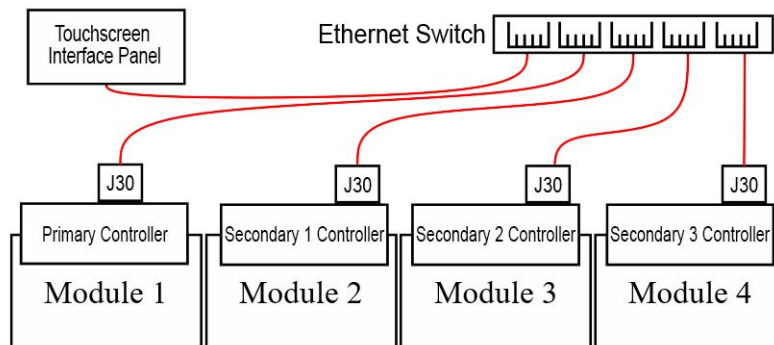 Touchscreen
Interface Panel
Ethernet Switch
J30
J30
J30
J30
Primary Controller
Secondary 1 Controller
Secondary 2 Controller
Secondary 3 Controller
Module 1
Module 2
Module 3
Module 4